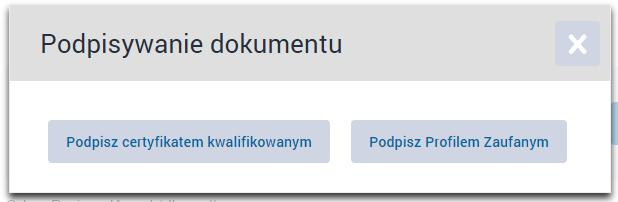 Podpisywanie dokumentu
Podpisz certyfikatem kwalifikowanym
Podpisz Profilem Zaufanym